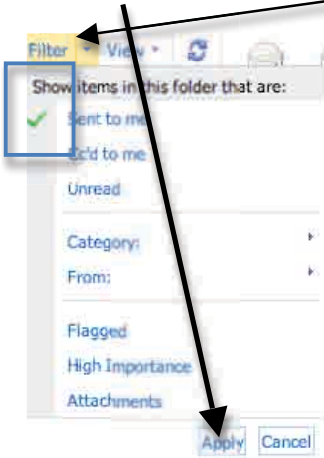 Filter View
Show items in this folder that are:
Sent to me
Cc'd to me
Unread
Category:
From:
Flagged
High Importance
Attachments
Apply Cancel